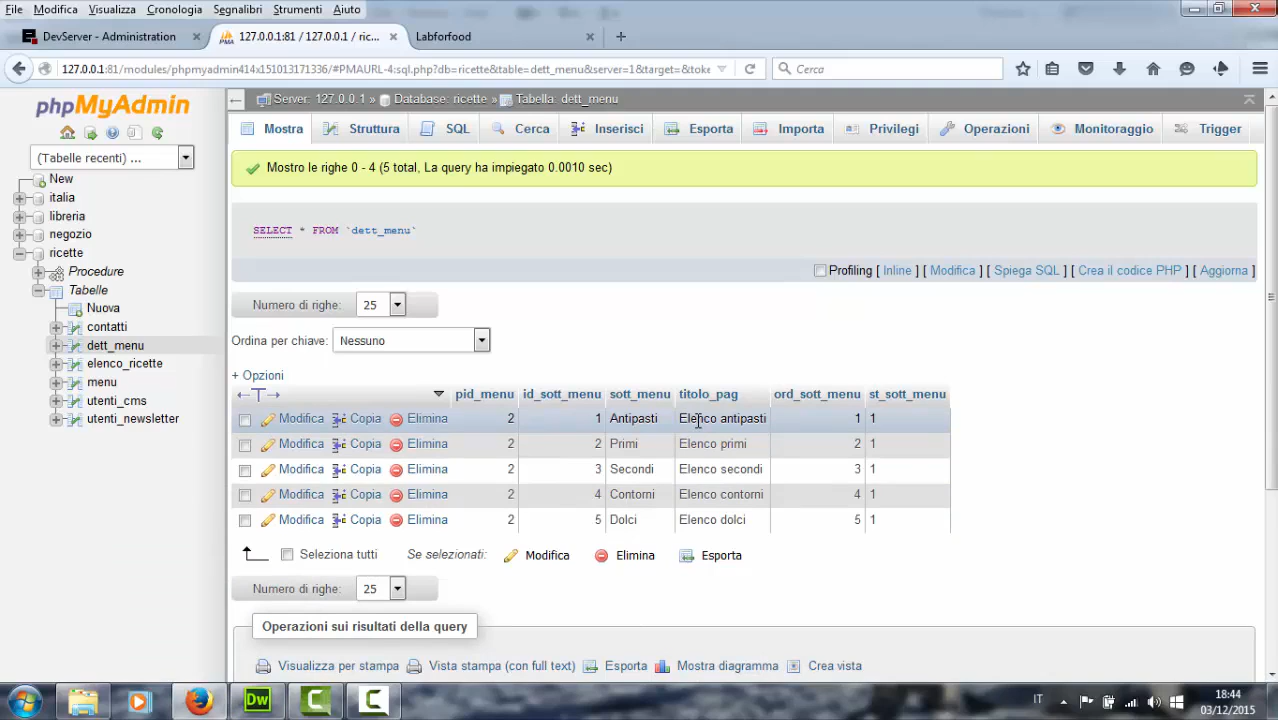 File Modifica Visualizza Cronologia Segnalibri Strumenti Aiuto
DevServer - Administration × PMA 127.0.0.1:81 / 127.0.0.1 / ric... × Labforfood × +
127.0.0.1:81/modules/phpmyadmin414x151013171336/#PMAURL-4:sql.php?db=ricette&table=dett_menu&server=1&target=&toke Cerca
phpMyAdmin
(Tabelle recenti) ...
New
italia
libreria
negozio
ricette
Procedure
Tabelle
Nuova
contatti
dett_menu
elenco_ricette
menu
utenti_cms
utenti_newsletter
Server: 127.0.0.1 » Database: ricette » Tabella: dett_menu
Mostra Struttura SQL Cerca Inserisci Esporta Importa Privilegi Operazioni Monitoraggio Trigger
Mostro le righe 0 - 4 (5 total, La query ha impiegato 0.0010 sec)
SELECT * FROM `dett_menu`
Profiling [ Inline ] [ Modifica ] [ Spiega SQL ] [ Crea il codice PHP ] [ Aggiorna ]
Numero di righe: 25
Ordina per chiave: Nessuno
+ Opzioni
←T→ pid_menu id_sott_menu sott_menu titolo_pag ord_sott_menu st_sott_menu
Modifica Copia Elimina 2 1 Antipasti Elenco antipasti 1 1
Modifica Copia Elimina 2 2 Primi Elenco primi 2 1
Modifica Copia Elimina 2 3 Secondi Elenco secondi 3 1
Modifica Copia Elimina 2 4 Contorni Elenco contorni 4 1
Modifica Copia Elimina 2 5 Dolci Elenco dolci 5 1
Seleziona tutti Se selezionati: Modifica Elimina Esporta
Numero di righe: 25
Operazioni sui risultati della query
Visualizza per stampa Vista stampa (con full text) Esporta Mostra diagramma Crea vista
Dw IT 18:44
03/12/2015